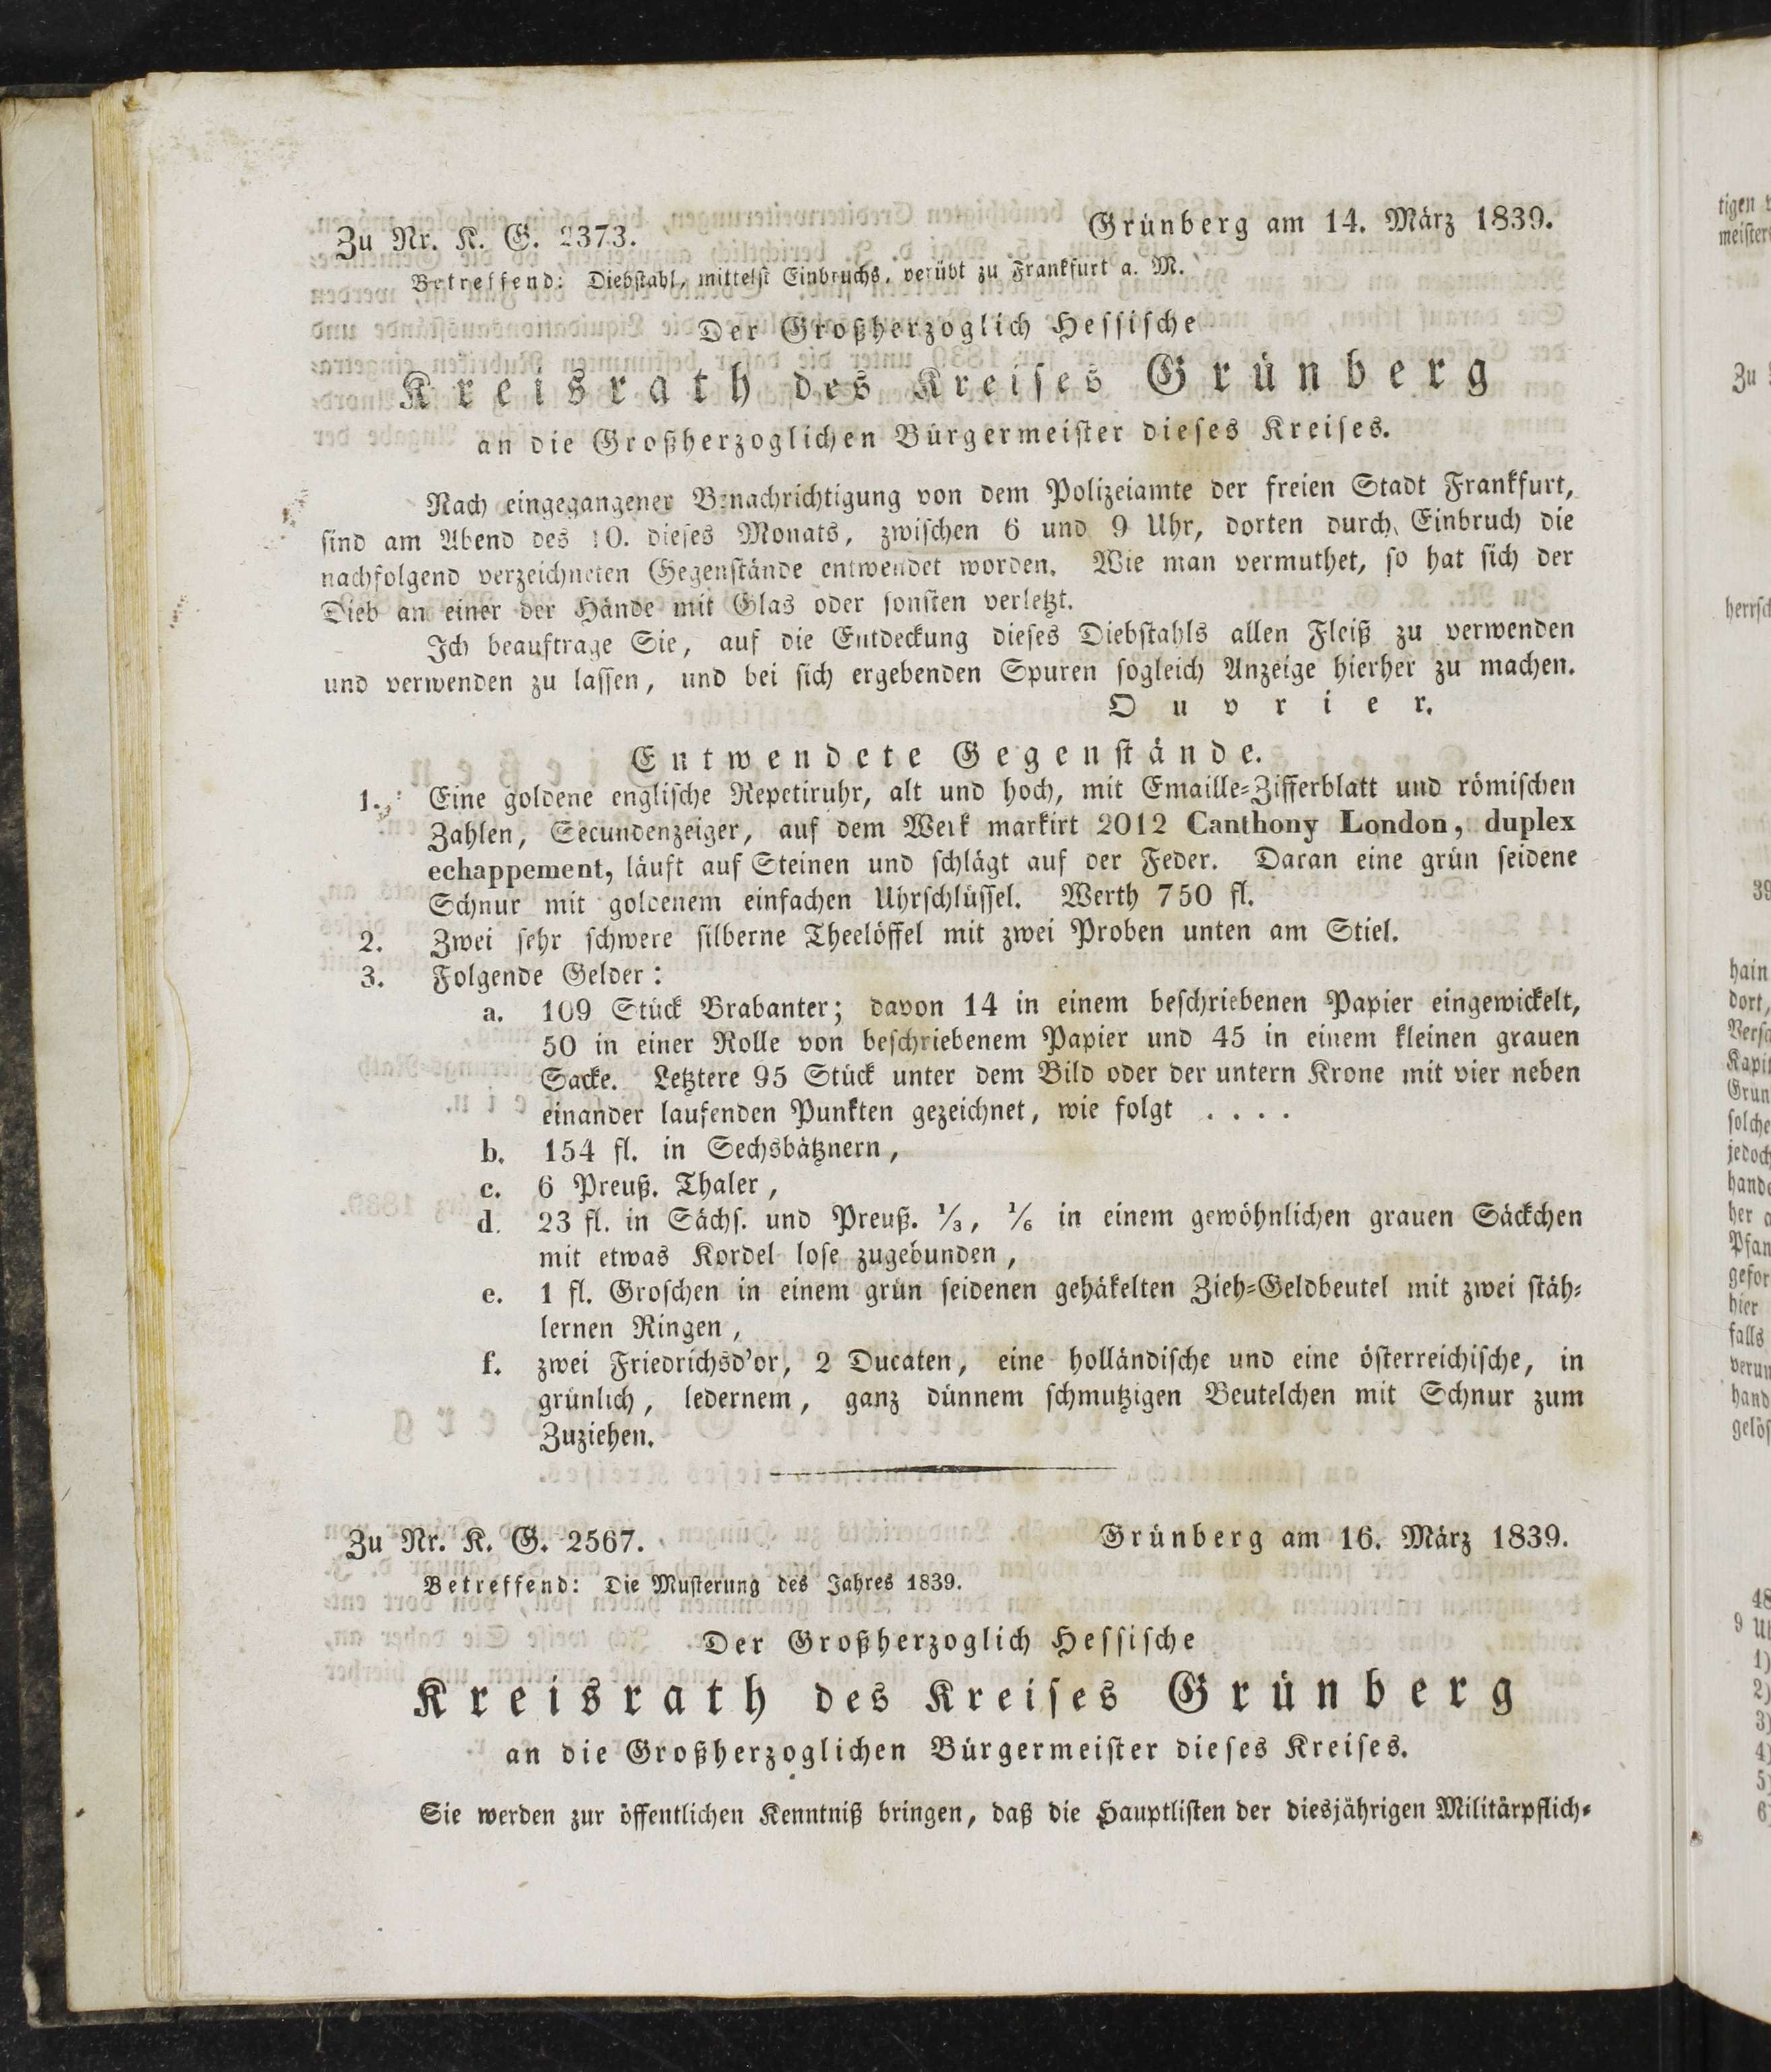 Zu Nr. K. G. 2373. Grünberg am 14. März 1839.
Betreffend: Diebstahl, mittelst Einbruchs, verübt zu Frankfurt a. M.
Der Großherzoglich Hessische
Kreisrath des Kreises Grünberg
an die Großherzoglichen Bürgermeister dieses Kreises.
Nach eingegangener Benachrichtigung von dem Polizeiamte der freien Stadt Frankfurt,
sind am Abend des 10. dieses Monats, zwischen 6 und 9 Uhr, dorten durch Einbruch die
nachfolgend verzeichneten Gegenstände entwendet worden. Wie man vermuthet, so hat sich der
Dieb an einer der Hände mit Glas oder sonsten verletzt.
Ich beauftrage Sie, auf die Entdeckung dieses Diebstahls allen Fleiß zu verwenden
und verwenden zu lassen, und bei sich ergebenden Spuren sogleich Anzeige hierher zu machen.
Ouvrier.
Entwendete Gegenstände.
1. Eine goldene englische Repetiruhr, alt und hoch, mit Emaille-Zifferblatt und römischen
Zahlen, Secundenzeiger, auf dem Werk markirt 2012 Canthony London, duplex
echappement, läuft auf Steinen und schlägt auf der Feder. Daran eine grün seidene
Schnur mit goldenem einfachen Uhrschlüssel. Werth 750 fl.
2. Zwei sehr schwere silberne Theelöffel mit zwei Proben unten am Stiel.
3. Folgende Gelder:
a. 109 Stück Brabanter; davon 14 in einem beschriebenen Papier eingewickelt,
50 in einer Rolle von beschriebenem Papier und 45 in einem kleinen grauen
Sacke. Letztere 95 Stück unter dem Bild oder der untern Krone mit vier neben
einander laufenden Punkten gezeichnet, wie folgt . . . .
b. 154 fl. in Sechsbätznern,
c. 6 Preuß. Thaler,
d. 23 fl. in Sächs. und Preuß. ⅓, ⅙ in einem gewöhnlichen grauen Säckchen
mit etwas Kordel lose zugebunden,
e. 1 fl. Groschen in einem grün seidenen gehäkelten Zieh-Geldbeutel mit zwei stäh-
lernen Ringen,
f. zwei Friedrichsd'or, 2 Ducaten, eine holländische und eine österreichische, in
grünlich, ledernem, ganz dünnem schmutzigen Beutelchen mit Schnur zum
Zuziehen.
Zu Nr. K. G. 2567. Grünberg am 16. März 1839.
Betreffend: Die Musterung des Jahres 1839.
Der Großherzoglich Hessische
Kreisrath des Kreises Grünberg
an die Großherzoglichen Bürgermeister dieses Kreises.
Sie werden zur öffentlichen Kenntniß bringen, daß die Hauptlisten der diesjährigen Militärpflich-